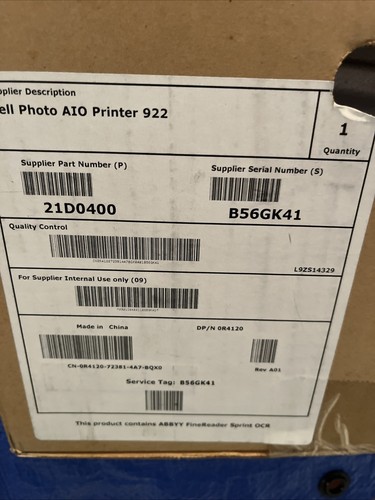 pplier Description
ell Photo AIO Printer 922
1
Quantity
Supplier Part Number (P)
21D0400
Supplier Serial Number (S)
B56GK41
Quality Control
L9ZS14329
For Supplier Internal Use only (09)
Made in China
DP/N 0R4120
CN-0R4120-72381-4A7-BQX0
Rev A01
Service Tag: B56GK41
This product contains ABBYY FineReader Sprint OCR